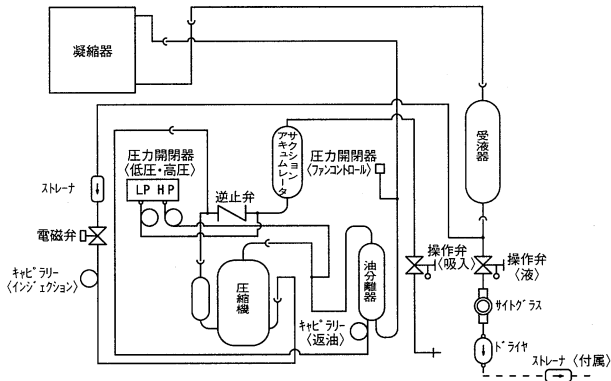 凝縮器
圧力開閉器
〈低圧・高圧〉
LP HP
ストレーナ
電磁弁
キャピラリー
〈インジェクション〉
逆止弁
サクション
アキュムレータ
圧力開閉器
〈ファンコントロール〉
受液器
圧縮機
油分離器
キャピラリー
〈返油〉
操作弁
〈吸入〉
操作弁
〈液〉
サイトグラス
ドライヤ
ストレーナ〈付属〉